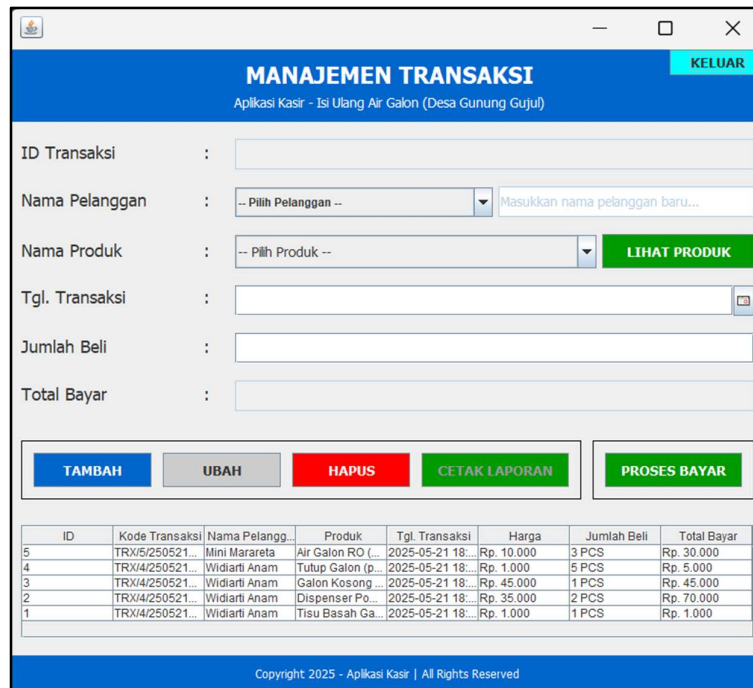 KELUAR
MANAJEMEN TRANSAKSI
Aplikasi Kasir - Isi Ulang Air Galon (Desa Gunung Gujul)
ID Transaksi :
Nama Pelanggan : -- Pilih Pelanggan -- Masukkan nama pelanggan baru...
Nama Produk : -- Pilih Produk -- LIHAT PRODUK
Tgl. Transaksi :
Jumlah Beli :
Total Bayar :
TAMBAH UBAH HAPUS CETAK LAPORAN PROSES BAYAR
ID Kode Transaksi Nama Pelangg... Produk Tgl. Transaksi Harga Jumlah Beli Total Bayar
5 TRX/5/250521... Mini Marareta Air Galon RO (... 2025-05-21 18:... Rp. 10.000 3 PCS Rp. 30.000
4 TRX/4/250521... Widiarti Anam Tutup Galon (p... 2025-05-21 18:... Rp. 1.000 5 PCS Rp. 5.000
3 TRX/4/250521... Widiarti Anam Galon Kosong ... 2025-05-21 18:... Rp. 45.000 1 PCS Rp. 45.000
2 TRX/4/250521... Widiarti Anam Dispenser Po... 2025-05-21 18:... Rp. 35.000 2 PCS Rp. 70.000
1 TRX/4/250521... Widiarti Anam Tisu Basah Ga... 2025-05-21 18:... Rp. 1.000 1 PCS Rp. 1.000
Copyright 2025 - Aplikasi Kasir | All Rights Reserved